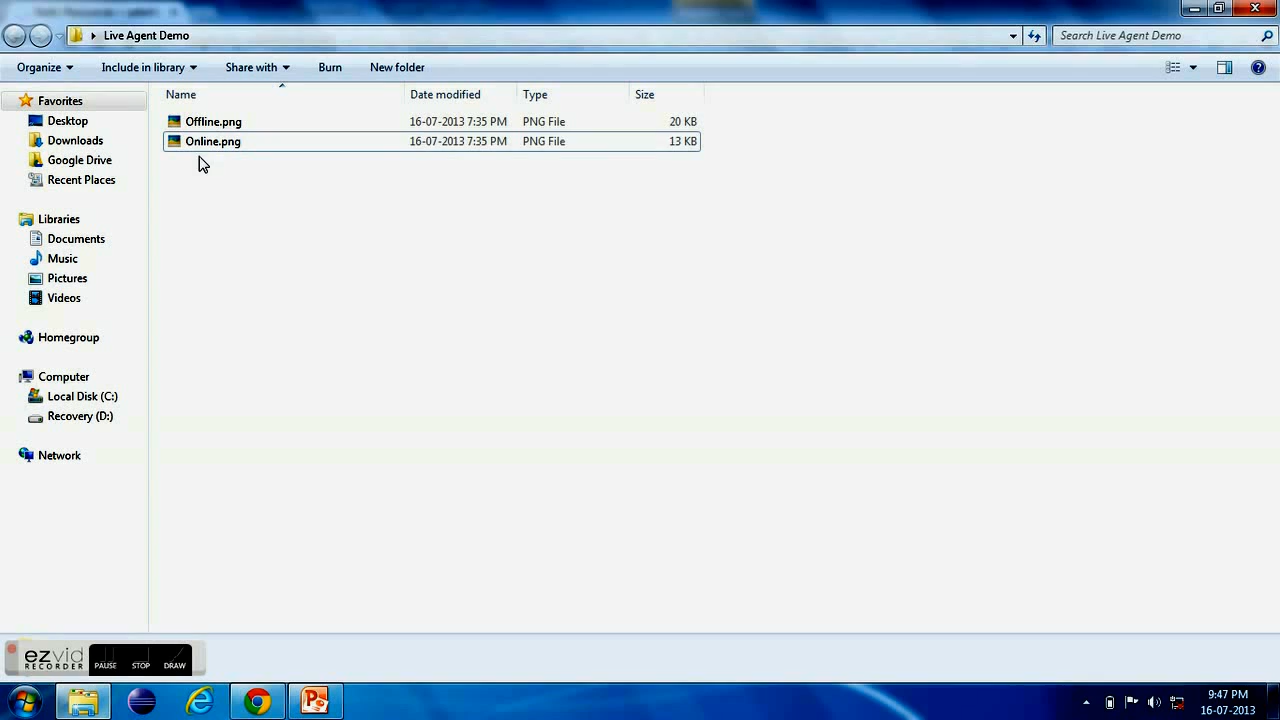 Live Agent Demo
Search Live Agent Demo
Organize Include in library Share with Burn New folder
Name Date modified Type Size
Favorites
Desktop
Downloads
Google Drive
Recent Places
Libraries
Documents
Music
Pictures
Videos
Homegroup
Computer
Local Disk (C:)
Recovery (D:)
Network
Offline.png 16-07-2013 7:35 PM PNG File 20 KB
Online.png 16-07-2013 7:35 PM PNG File 13 KB
ezvid
RECORDER
PAUSE STOP DRAW
9:47 PM
16-07-2013